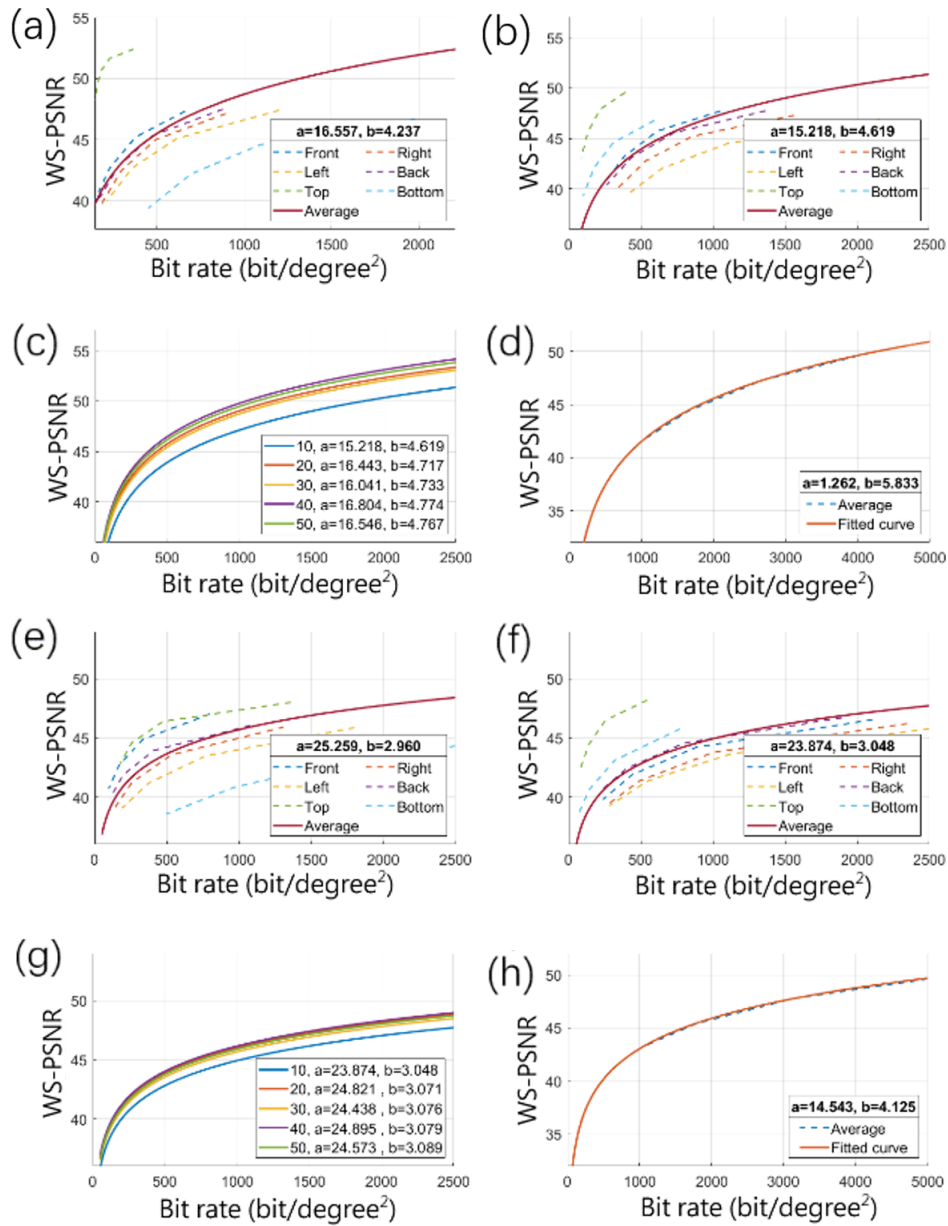 (a)
55
50
45
40
WS-PSNR
a=16.557, b=4.237
Front Right
Left Back
Top Bottom
Average
500 1000 1500 2000
Bit rate (bit/degree²)
(b)
55
50
45
40
WS-PSNR
a=15.218, b=4.619
Front Right
Left Back
Top Bottom
Average
0 500 1000 1500 2000 2500
Bit rate (bit/degree²)
(c)
55
50
45
40
WS-PSNR
10, a=15.218, b=4.619
20, a=16.443, b=4.717
30, a=16.041, b=4.733
40, a=16.804, b=4.774
50, a=16.546, b=4.767
0 500 1000 1500 2000 2500
Bit rate (bit/degree²)
(d)
50
45
40
35
WS-PSNR
a=1.262, b=5.833
Average
Fitted curve
0 1000 2000 3000 4000 5000
Bit rate (bit/degree²)
(e)
50
45
40
WS-PSNR
a=25.259, b=2.960
Front Right
Left Back
Top Bottom
Average
0 500 1000 1500 2000 2500
Bit rate (bit/degree²)
(f)
50
45
40
WS-PSNR
a=23.874, b=3.048
Front Right
Left Back
Top Bottom
Average
0 500 1000 1500 2000 2500
Bit rate (bit/degree²)
(g)
50
45
40
WS-PSNR
10, a=23.874, b=3.048
20, a=24.821 , b=3.071
30, a=24.438 , b=3.076
40, a=24.895 , b=3.079
50, a=24.573 , b=3.089
0 500 1000 1500 2000 2500
Bit rate (bit/degree²)
(h)
50
45
40
35
WS-PSNR
a=14.543, b=4.125
Average
Fitted curve
0 1000 2000 3000 4000 5000
Bit rate (bit/degree²)